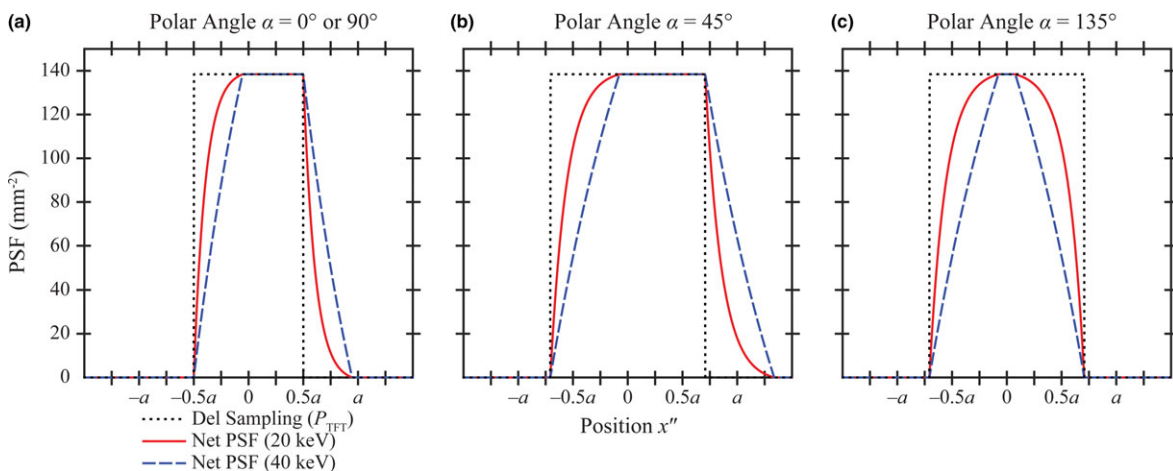 (a) Polar Angle α = 0° or 90°
(b) Polar Angle α = 45°
(c) Polar Angle α = 135°
PSF (mm⁻²)
140
120
100
80
60
40
20
0
−a −0.5a 0 0.5a a
−a −0.5a 0 0.5a a
−a −0.5a 0 0.5a a
Position x″
Del Sampling (P_TFT)
Net PSF (20 keV)
Net PSF (40 keV)